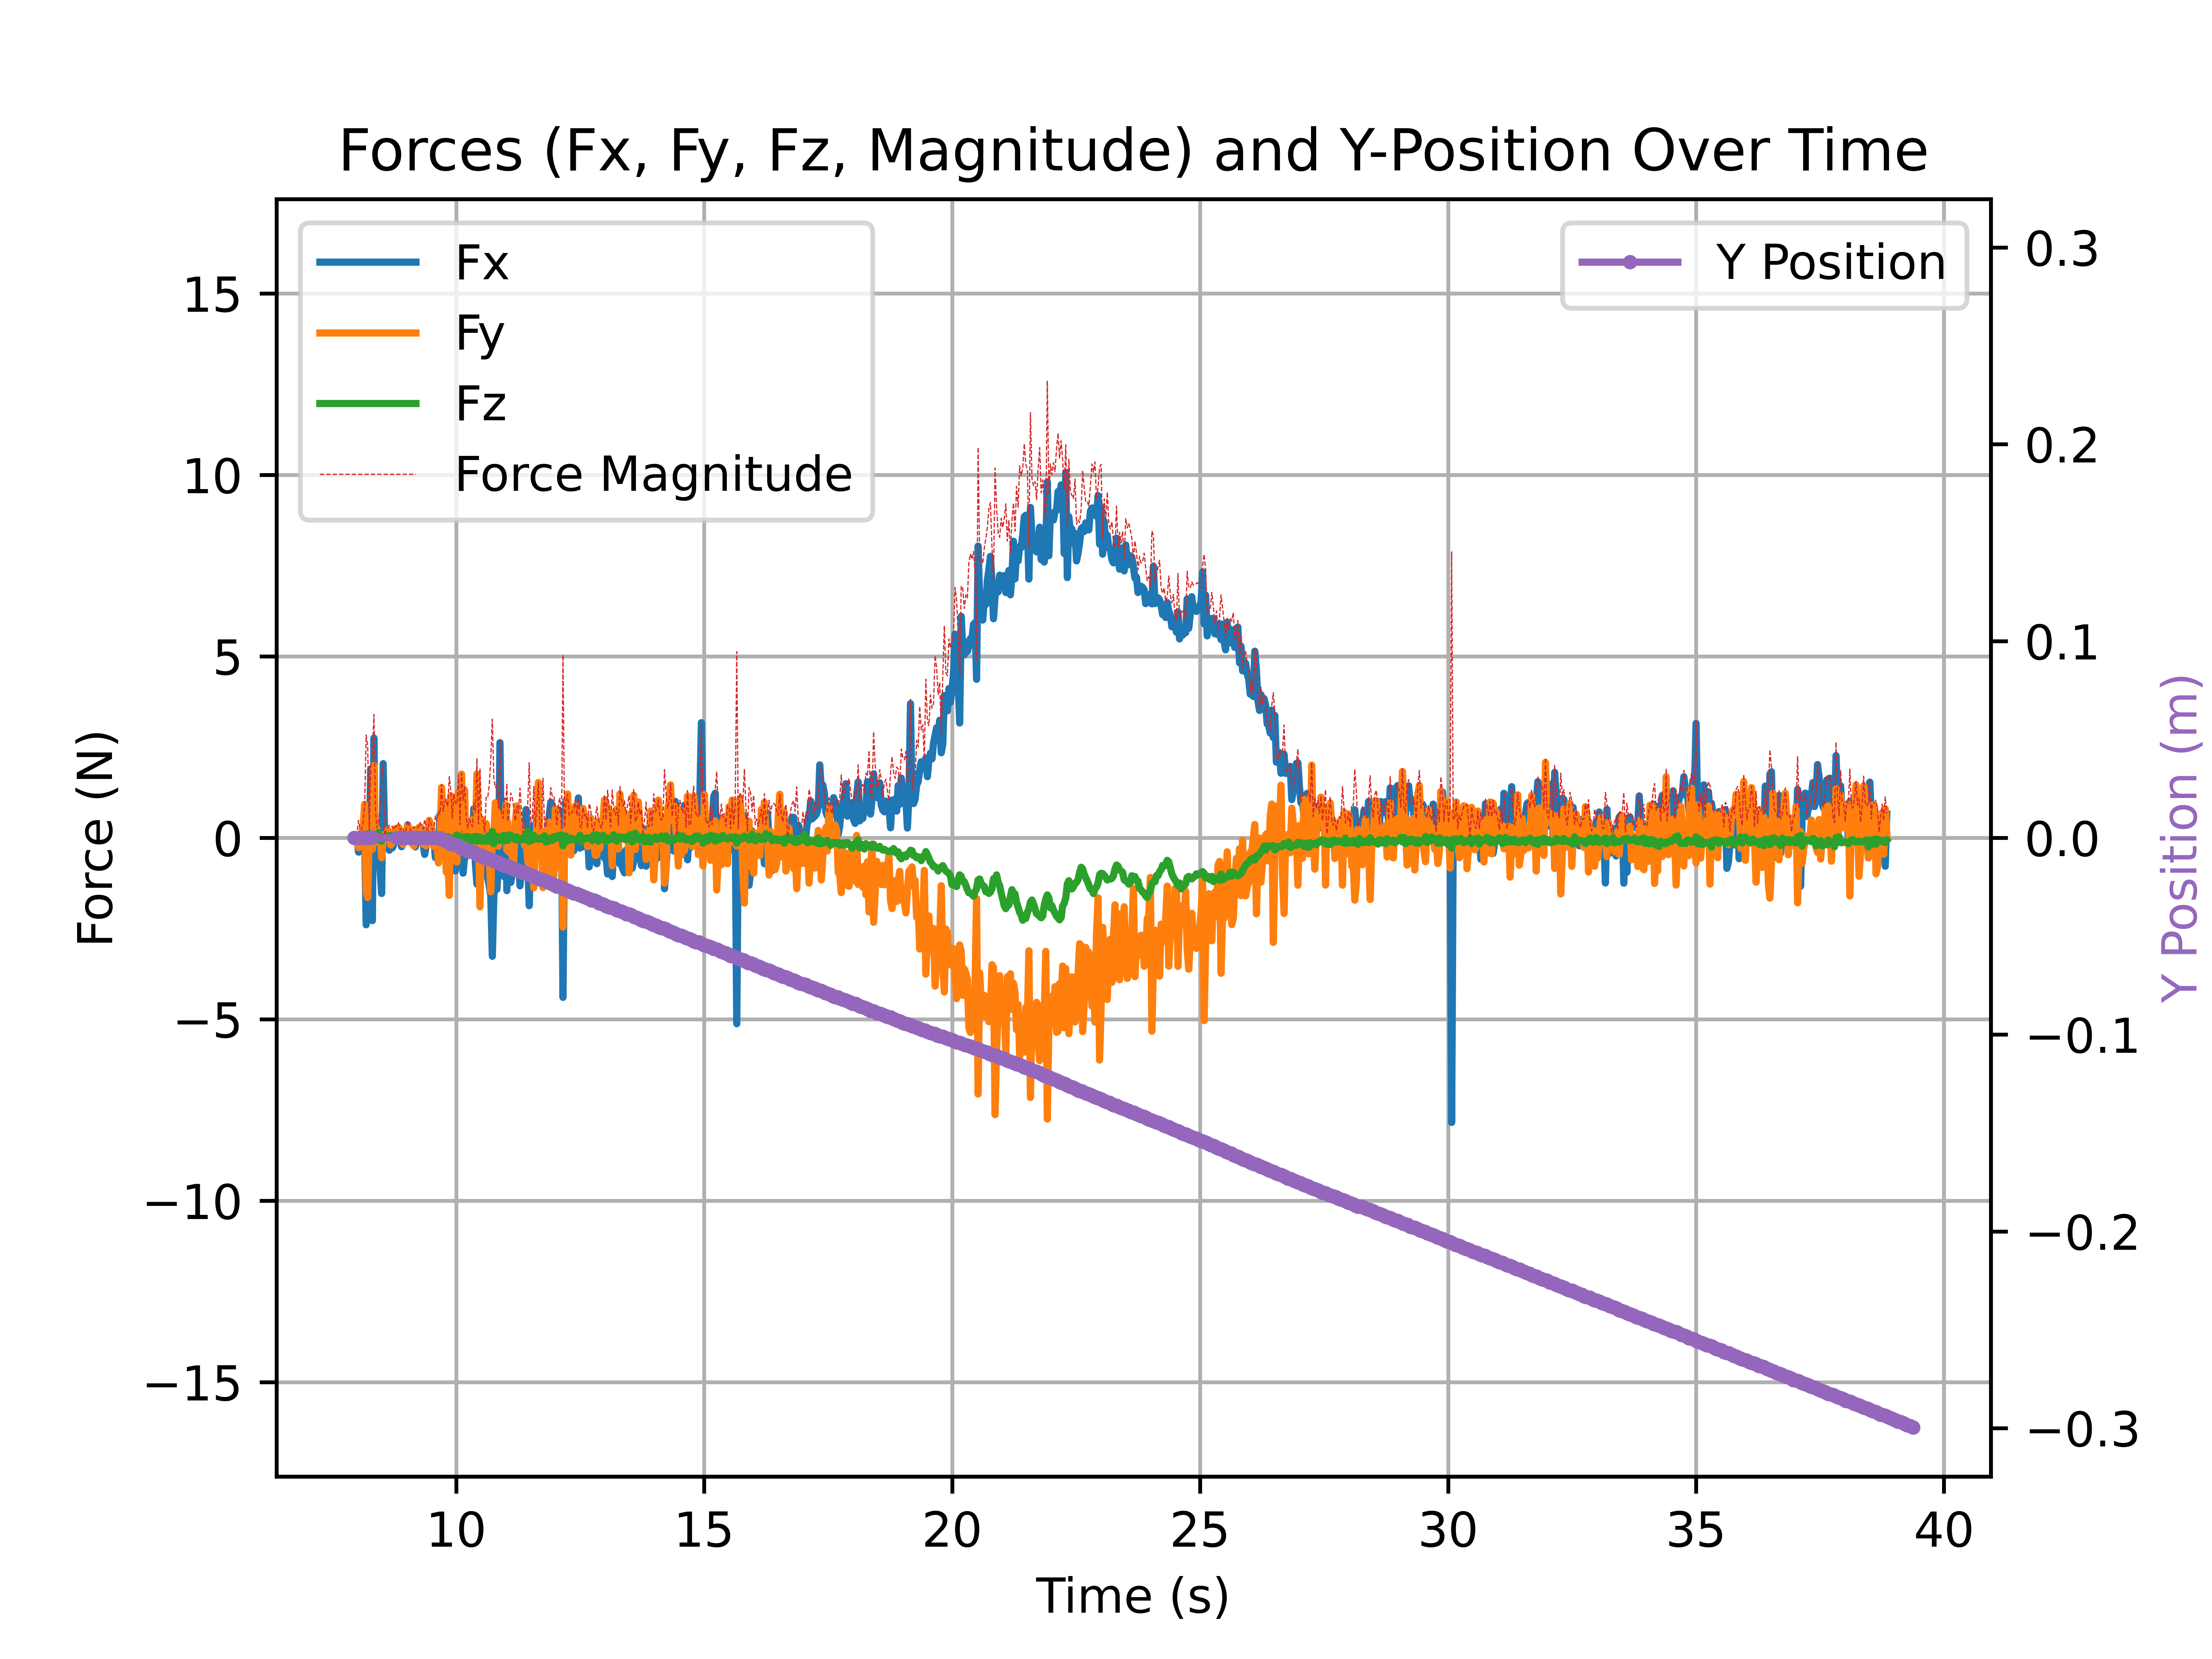 Forces (Fx, Fy, Fz, Magnitude) and Y-Position Over Time
Fx
Fy
Fz
Force Magnitude
Y Position
15
10
5
0
−5
−10
−15
Force (N)
0.3
0.2
0.1
0.0
−0.1
−0.2
−0.3
Y Position (m)
10 15 20 25 30 35 40
Time (s)